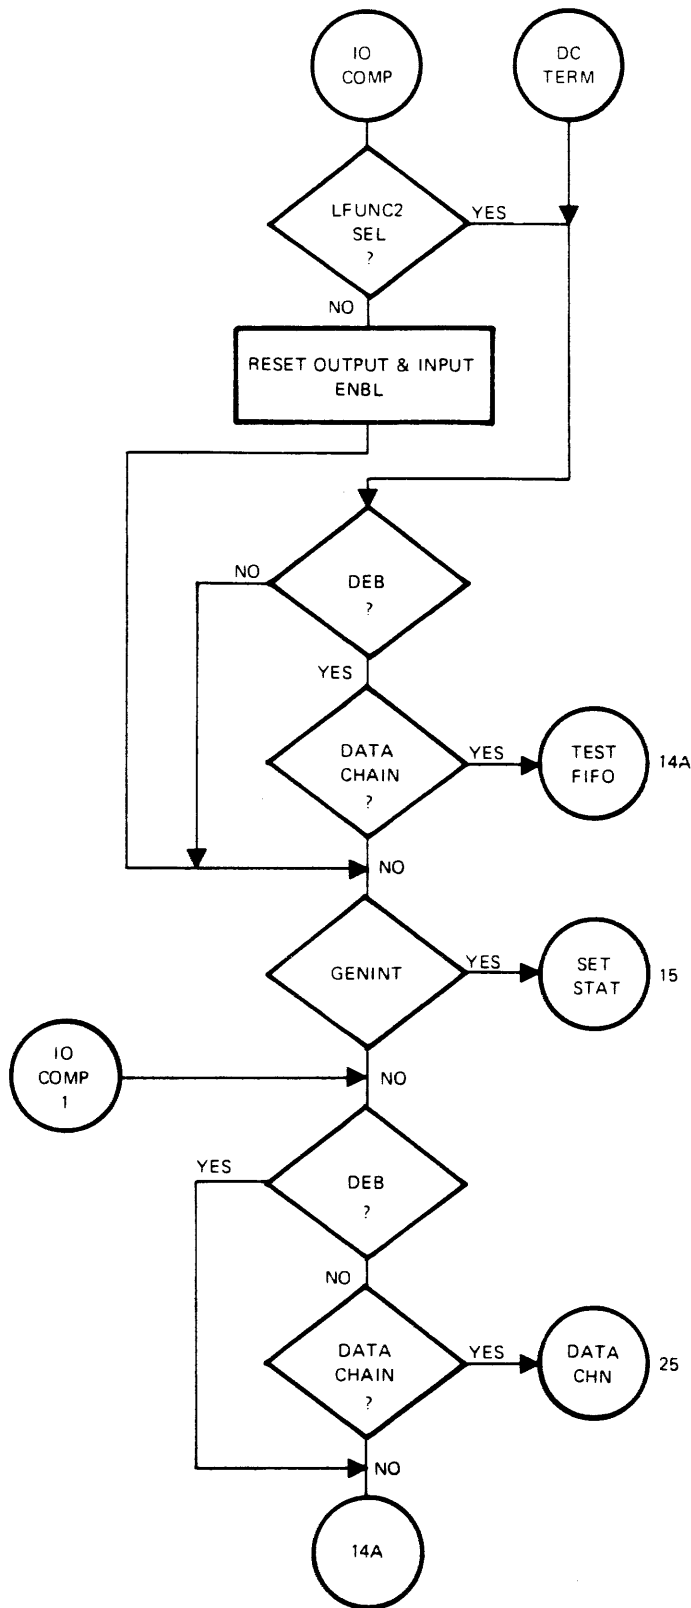 IO
COMP
DC
TERM
LFUNC2
SEL
?
YES
NO
RESET OUTPUT & INPUT
ENBL
NO
DEB
?
YES
DATA
CHAIN
?
YES
TEST
FIFO
14A
NO
GENINT
YES
SET
STAT
15
IO
COMP
1
NO
YES
DEB
?
NO
DATA
CHAIN
?
YES
DATA
CHN
25
NO
14A